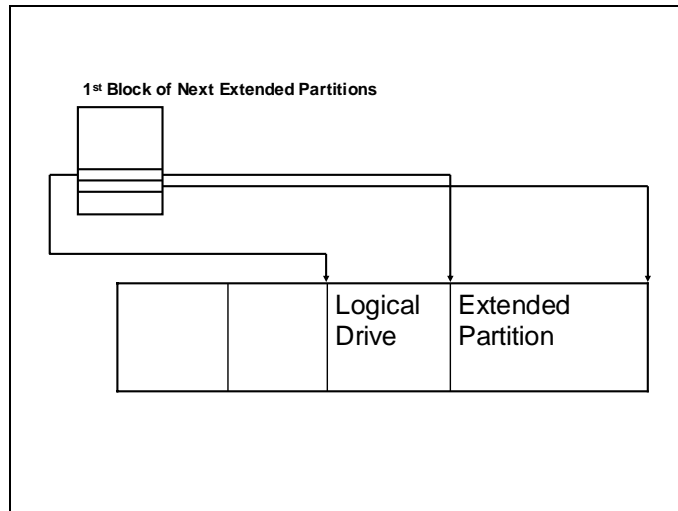 1st Block of Next Extended Partitions
Logical
Drive
Extended
Partition